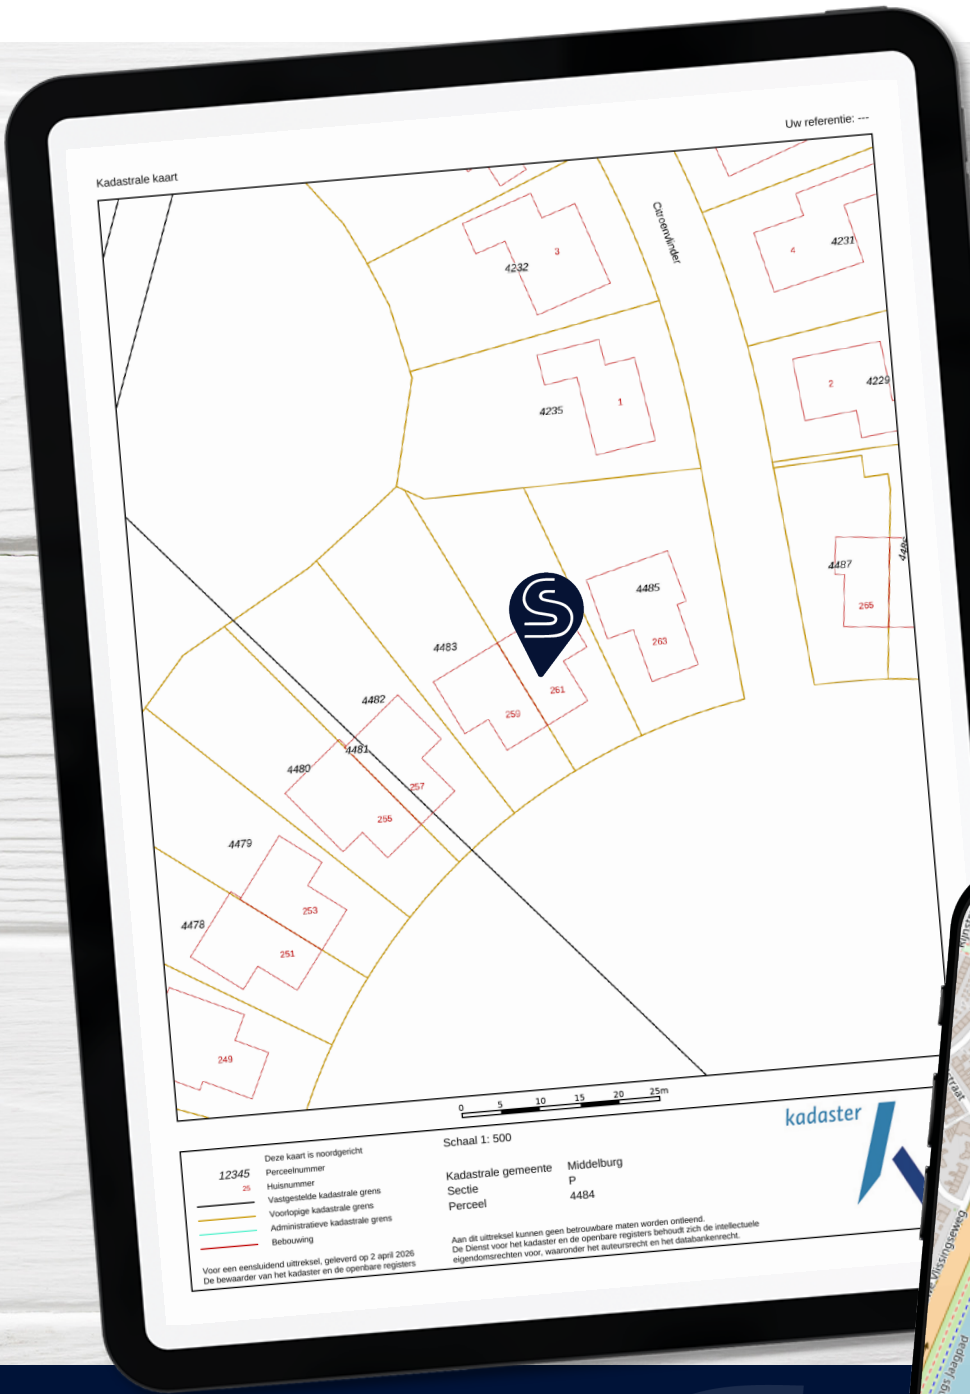 Uw referentie: ---
Kadastrale kaart
Citroenvlinder
3
4232
4
4231
2
4229
1
4235
4487
265
4485
263
4483
261
259
4482
4481
4480
257
255
4479
253
4478
251
249
0 5 10 15 20 25m
Schaal 1: 500
kadaster
Deze kaart is noordgericht
12345 Perceelnummer
25 Huisnummer
Vastgestelde kadastrale grens
Voorlopige kadastrale grens
Administratieve kadastrale grens
Bebouwing
Kadastrale gemeente Middelburg
Sectie P
Perceel 4484
Voor een eensluidend uittreksel, geleverd op 2 april 2026
De bewaarder van het kadaster en de openbare registers
Aan dit uittreksel kunnen geen betrouwbare maten worden ontleend.
De Dienst voor het kadaster en de openbare registers behoudt zich de intellectuele
eigendomsrechten voor, waaronder het auteursrecht en het databankenrecht.
Vlissingseweg
Jaagpad